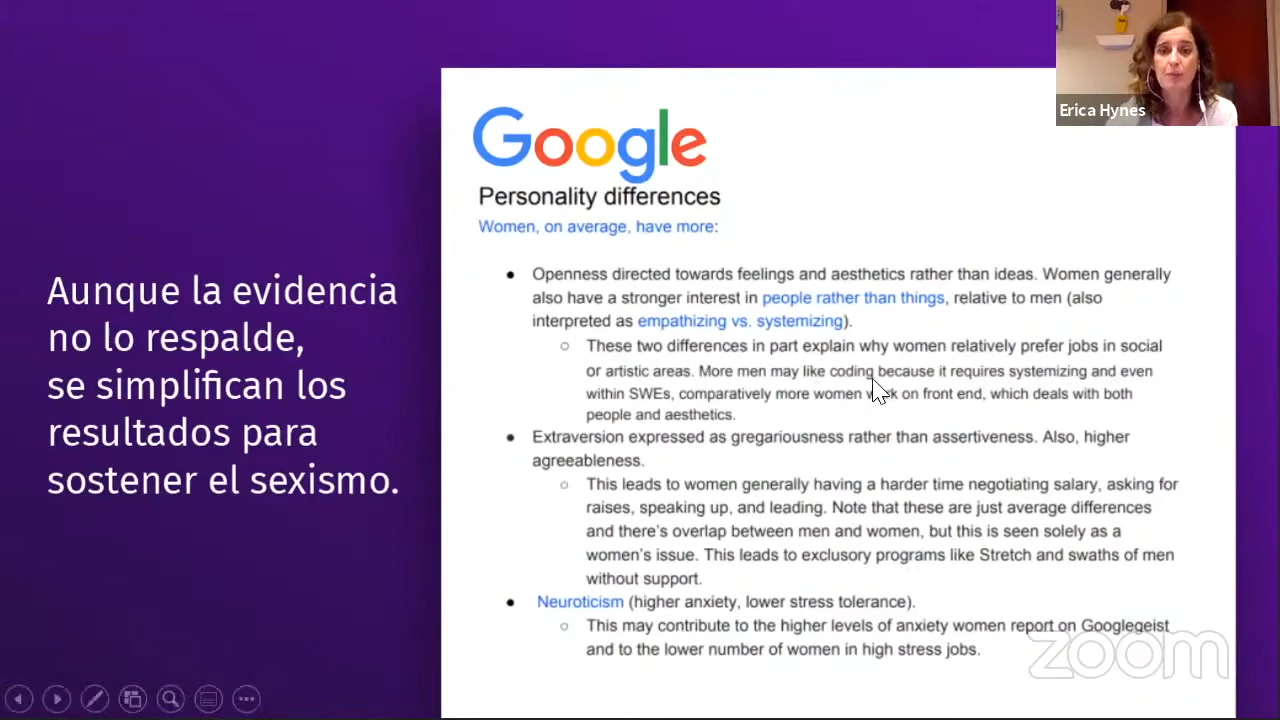 Erica Hynes
Aunque la evidencia
no lo respalde,
se simplifican los
resultados para
sostener el sexismo.
Google
Personality differences
Women, on average, have more:
● Openness directed towards feelings and aesthetics rather than ideas. Women generally
also have a stronger interest in people rather than things, relative to men (also
interpreted as empathizing vs. systemizing).
○ These two differences in part explain why women relatively prefer jobs in social
or artistic areas. More men may like coding because it requires systemizing and even
within SWEs, comparatively more women work on front end, which deals with both
people and aesthetics.
● Extraversion expressed as gregariousness rather than assertiveness. Also, higher
agreeableness.
○ This leads to women generally having a harder time negotiating salary, asking for
raises, speaking up, and leading. Note that these are just average differences
and there's overlap between men and women, but this is seen solely as a
women's issue. This leads to exclusory programs like Stretch and swaths of men
without support.
● Neuroticism (higher anxiety, lower stress tolerance).
○ This may contribute to the higher levels of anxiety women report on Googlegeist
and to the lower number of women in high stress jobs.
zoom